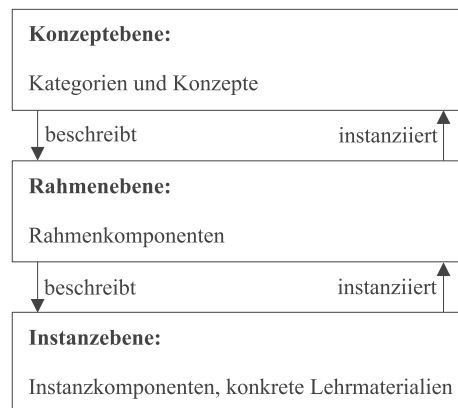 Konzeptebene:
Kategorien und Konzepte
beschreibt
instanziiert
Rahmenebene:
Rahmenkomponenten
beschreibt
instanziiert
Instanzebene:
Instanzkomponenten, konkrete Lehrmaterialien